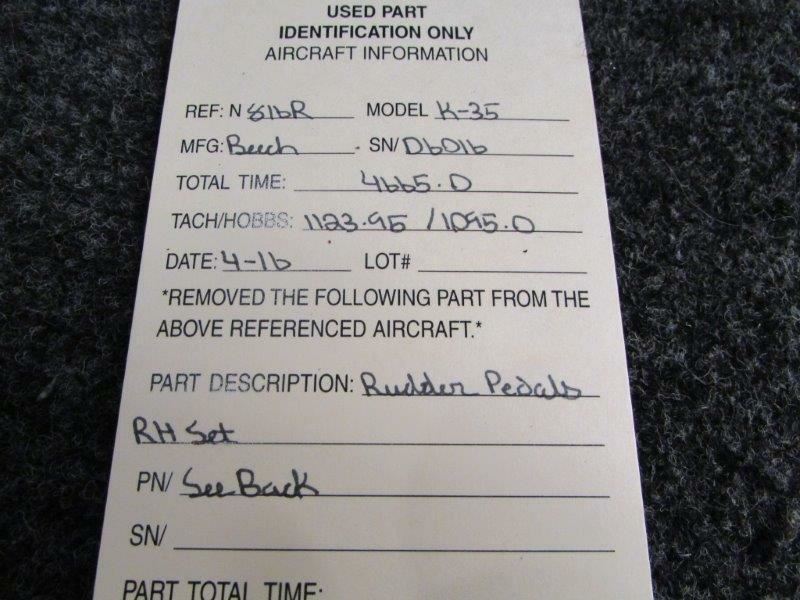 USED PART
IDENTIFICATION ONLY
AIRCRAFT INFORMATION
REF: N 816R MODEL K-35
MFG: Beech SN/ D6016
TOTAL TIME: 4665.0
TACH/HOBBS: 1123.95 / 1095.0
DATE: 4-16 LOT#
*REMOVED THE FOLLOWING PART FROM THE
ABOVE REFERENCED AIRCRAFT.*
PART DESCRIPTION: Rudder Pedals
RH Set
PN/ See Back
SN/
PART TOTAL TIME: